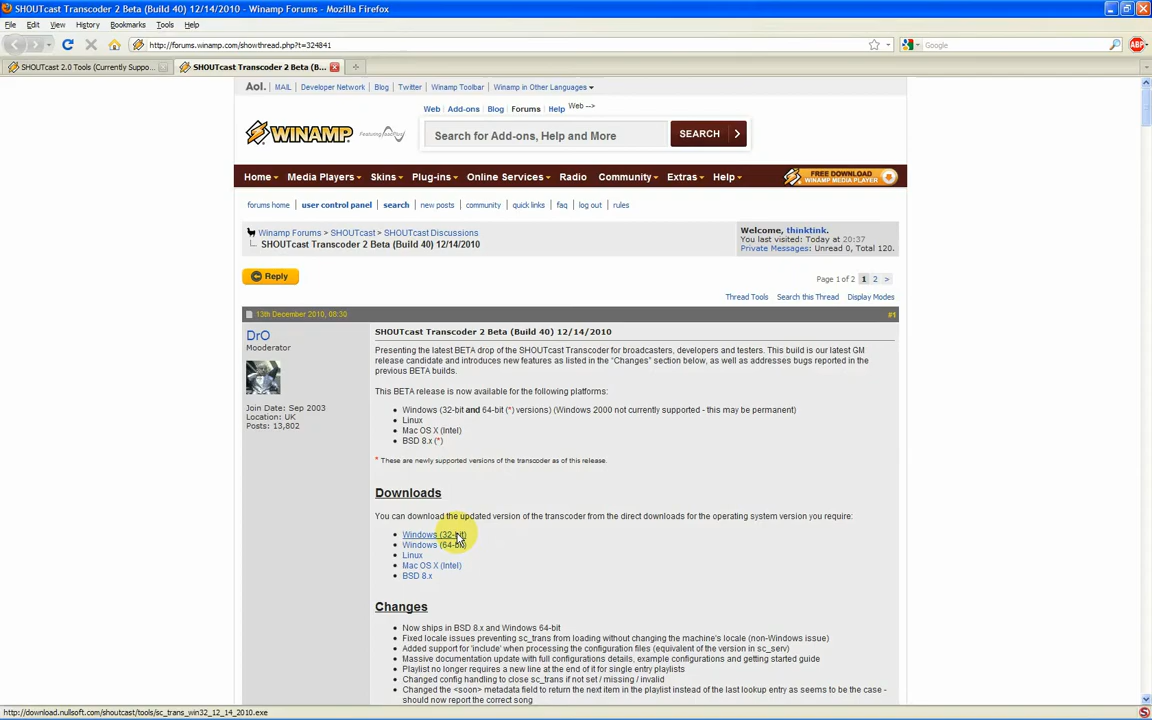 SHOUTcast Transcoder 2 Beta (Build 40) 12/14/2010 - Winamp Forums - Mozilla Firefox
File Edit View History Bookmarks Tools Help
http://forums.winamp.com/showthread.php?t=324841
Google
ABP
SHOUTcast 2.0 Tools (Currently Suppo...
SHOUTcast Transcoder 2 Beta (B...
Aol. MAIL Developer Network Blog Twitter Winamp Toolbar Winamp in Other Languages
Web Add-ons Blog Forums Help Web -->
WINAMP
Search for Add-ons, Help and More
SEARCH
Home Media Players Skins Plug-ins Online Services Radio Community Extras Help
FREE DOWNLOAD
WINAMP MEDIA PLAYER
forums home user control panel search new posts community quick links faq log out rules
Winamp Forums > SHOUTcast > SHOUTcast Discussions
SHOUTcast Transcoder 2 Beta (Build 40) 12/14/2010
Welcome, thinktink.
You last visited: Today at 20:37
Private Messages: Unread 0, Total 120.
Reply
Page 1 of 2 1 2 >
Thread Tools Search this Thread Display Modes
13th December 2010, 08:30
#1
DrO
Mooderator
Join Date: Sep 2003
Location: UK
Posts: 13,802
SHOUTcast Transcoder 2 Beta (Build 40) 12/14/2010
Presenting the latest BETA drop of the SHOUTcast Transcoder for broadcasters, developers and testers. This build is our latest GM
release candidate and introduces new features as listed in the "Changes" section below, as well as addresses bugs reported in the
previous BETA builds.
This BETA release is now available for the following platforms:
• Windows (32-bit and 64-bit (*) versions) (Windows 2000 not currently supported - this may be permanent)
• Linux
• Mac OS X (Intel)
• BSD 8.x (*)
* These are newly supported versions of the transcoder as of this release.
Downloads
You can download the updated version of the transcoder from the direct downloads for the operating system version you require:
• Windows (32-bit)
• Windows (64-bit)
• Linux
• Mac OS X (Intel)
• BSD 8.x
Changes
• Now ships in BSD 8.x and Windows 64-bit
• Fixed locale issues preventing sc_trans from loading without changing the machine's locale (non-Windows issue)
• Added support for 'include' when processing the configuration files (equivalent of the version in sc_serv)
• Massive documentation update with full configurations details, example configurations and getting started guide
• Playlist no longer requires a new line at the end of it for single entry playlists
• Changed config handling to close sc_trans if not set / missing / invalid
• Changed the <soon> metadata field to return the next item in the playlist instead of the last lookup entry as seems to be the case -
should now report the correct song
http://download.nullsoft.com/shoutcast/tools/sc_trans_win32_12_14_2010.exe